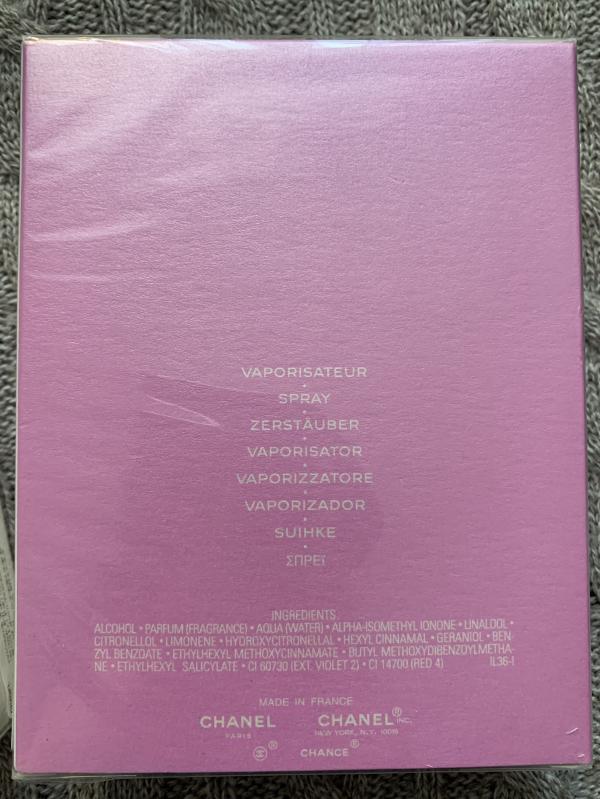 VAPORISATEUR
•
SPRAY
•
ZERSTÄUBER
•
VAPORISATOR
•
VAPORIZZATORE
•
VAPORIZADOR
•
SUIHKE
•
ΣΠΡΕΪ
INGREDIENTS
ALCOHOL • PARFUM (FRAGRANCE) • AQUA (WATER) • ALPHA-ISOMETHYL IONONE • LINALOOL •
CITRONELLOL • LIMONENE • HYDROXYCITRONELLAL • HEXYL CINNAMAL • GERANIOL • BEN-
ZYL BENZOATE • ETHYLHEXYL METHOXYCINNAMATE • BUTYL METHOXYDIBENZOYLMETHA-
NE • ETHYLHEXYL SALICYLATE • CI 60730 (EXT. VIOLET 2) • CI 14700 (RED 4) IL36-I
MADE IN FRANCE
CHANEL CHANEL® INC.
PARIS NEW YORK, N.Y. 10019
® CHANCE®